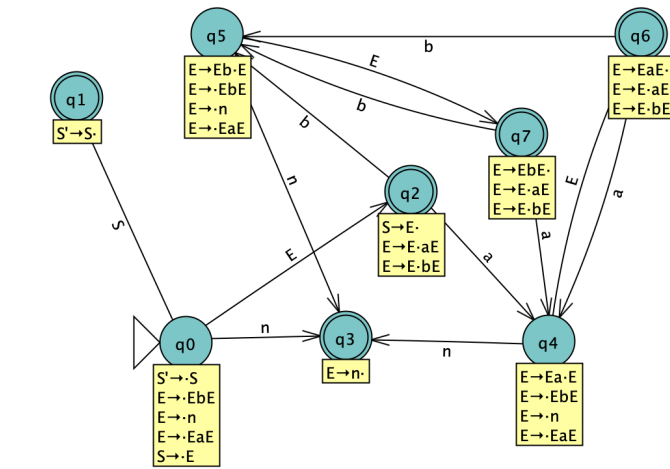 q5
E→Eb·E
E→·EbE
E→·n
E→·EaE
q6
E→EaE·
E→E·aE
E→E·bE
b
E
b
q1
S'→S·
q7
E→EbE·
E→E·aE
E→E·bE
b
n
q2
S→E·
E→E·aE
E→E·bE
E
a
S
E
a
a
q0
S'→·S
E→·EbE
E→·n
E→·EaE
S→·E
n
q3
E→n·
n
q4
E→Ea·E
E→·EbE
E→·n
E→·EaE